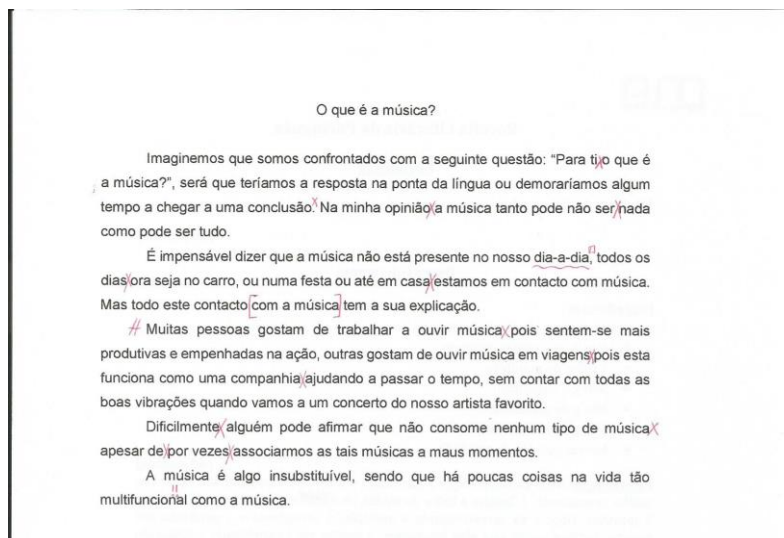 O que é a música?
Imaginemos que somos confrontados com a seguinte questão: “Para ti o que é
a música?”, será que teríamos a resposta na ponta da língua ou demoraríamos algum
tempo a chegar a uma conclusão. Na minha opinião a música tanto pode não ser nada
como pode ser tudo.
É impensável dizer que a música não está presente no nosso dia-a-dia, todos os
dias ora seja no carro, ou numa festa ou até em casa estamos em contacto com música.
Mas todo este contacto [com a música] tem a sua explicação.
Muitas pessoas gostam de trabalhar a ouvir música pois sentem-se mais
produtivas e empenhadas na ação, outras gostam de ouvir música em viagens pois esta
funciona como uma companhia ajudando a passar o tempo, sem contar com todas as
boas vibrações quando vamos a um concerto do nosso artista favorito.
Dificilmente alguém pode afirmar que não consome nenhum tipo de música
apesar de por vezes associarmos as tais músicas a maus momentos.
A música é algo insubstituível, sendo que há poucas coisas na vida tão
multifuncional como a música.